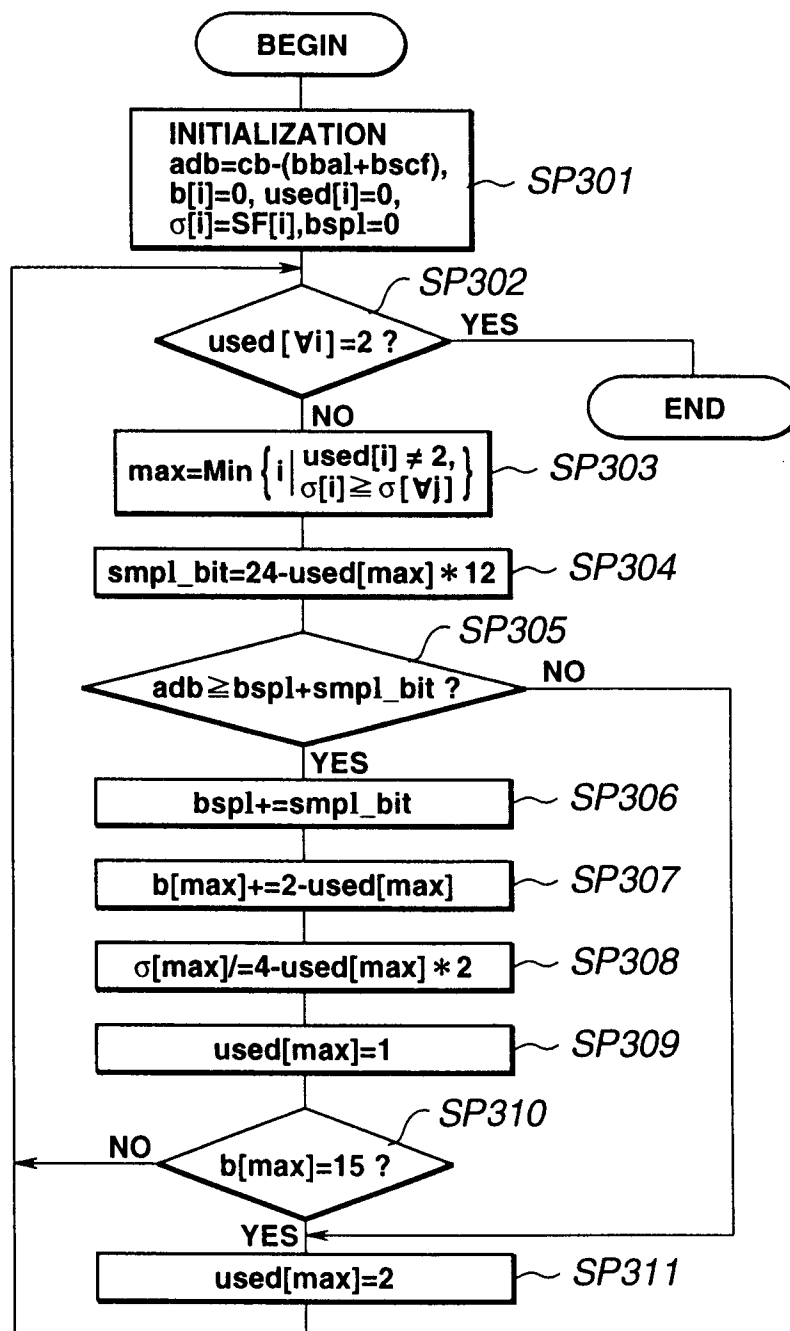 BEGIN
INITIALIZATION
adb=cb-(bbal+bscf),
b[i]=0, used[i]=0,
σ[i]=SF[i],bspl=0
SP301
SP302
used[∀i]=2 ?
YES
END
NO
max=Min{i|used[i]≠2,
σ[i]≧σ[∀j]}
SP303
smpl_bit=24-used[max]*12
SP304
SP305
adb≧bspl+smpl_bit ?
NO
YES
bspl+=smpl_bit
SP306
b[max]+=2-used[max]
SP307
σ[max]/=4-used[max]*2
SP308
used[max]=1
SP309
SP310
NO
b[max]=15 ?
YES
used[max]=2
SP311